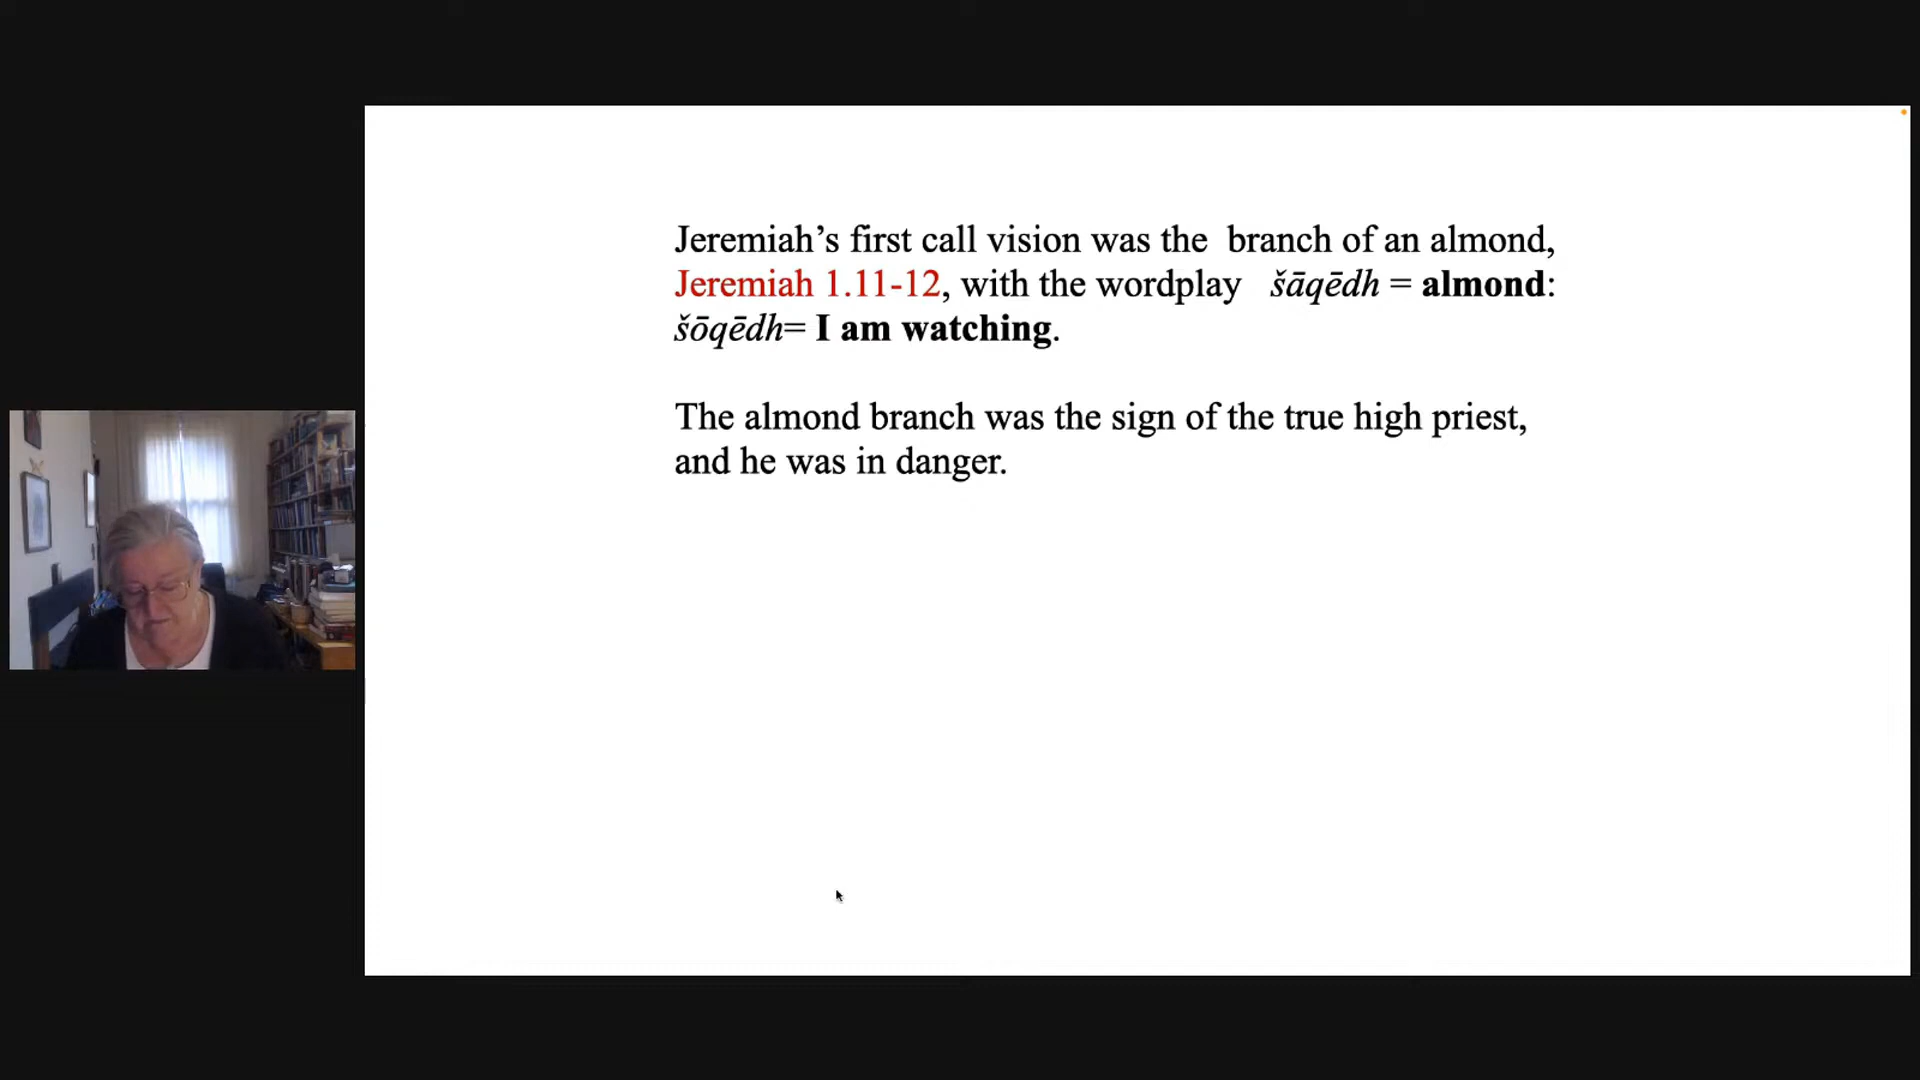 Jeremiah’s first call vision was the branch of an almond,
Jeremiah 1.11-12, with the wordplay šāqēdh = almond:
šōqēdh= I am watching.
The almond branch was the sign of the true high priest,
and he was in danger.